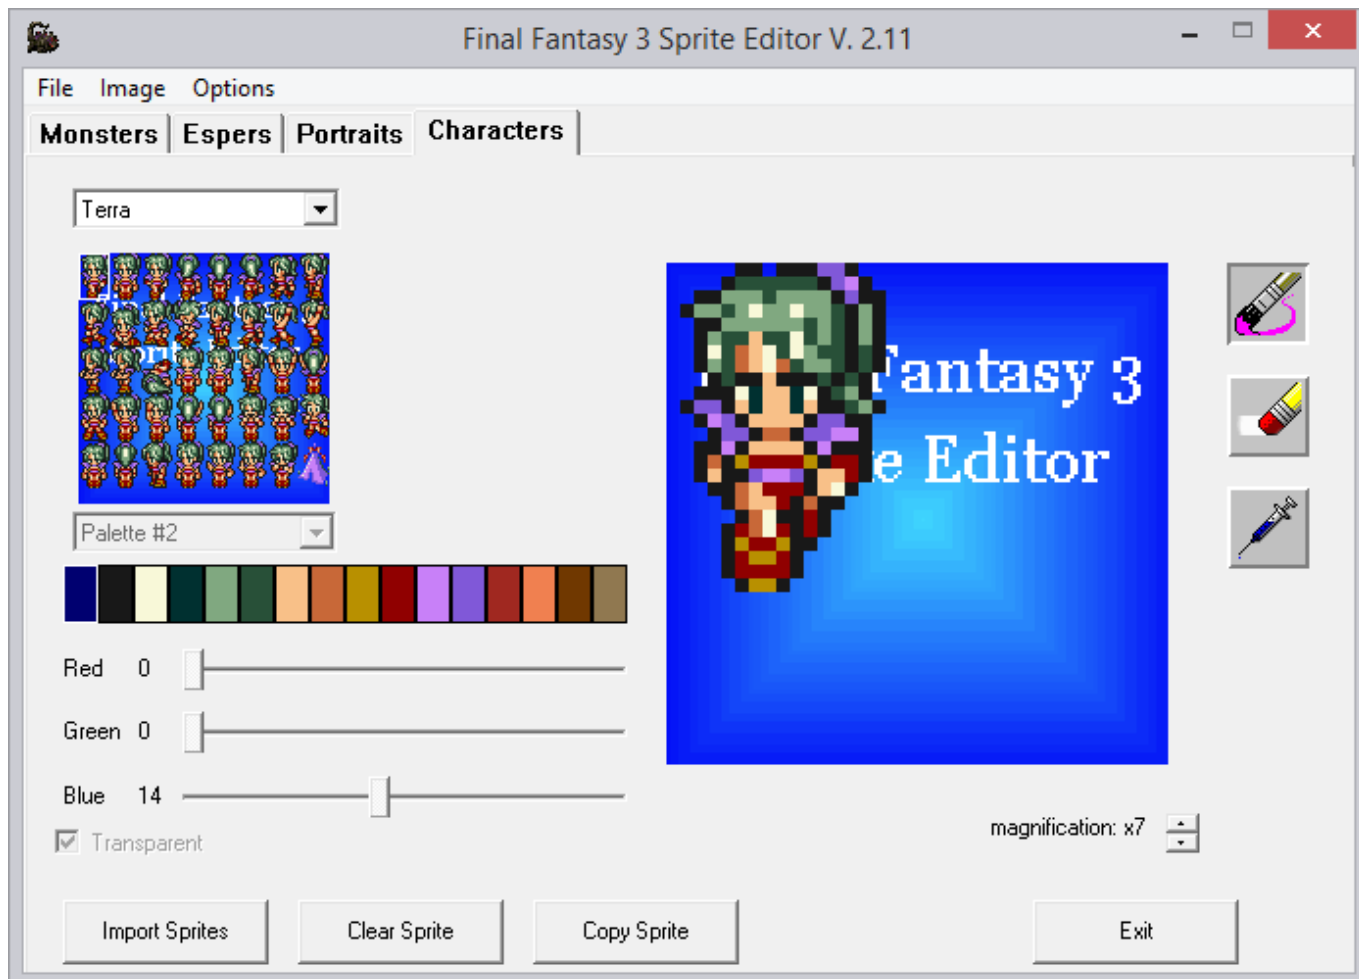 Final Fantasy 3 Sprite Editor V. 2.11
File Image Options
Monsters Espers Portraits Characters
Terra
Fantasy 3
e Editor
Palette #2
Red 0
Green 0
Blue 14
Transparent
magnification: x7
Import Sprites Clear Sprite Copy Sprite Exit